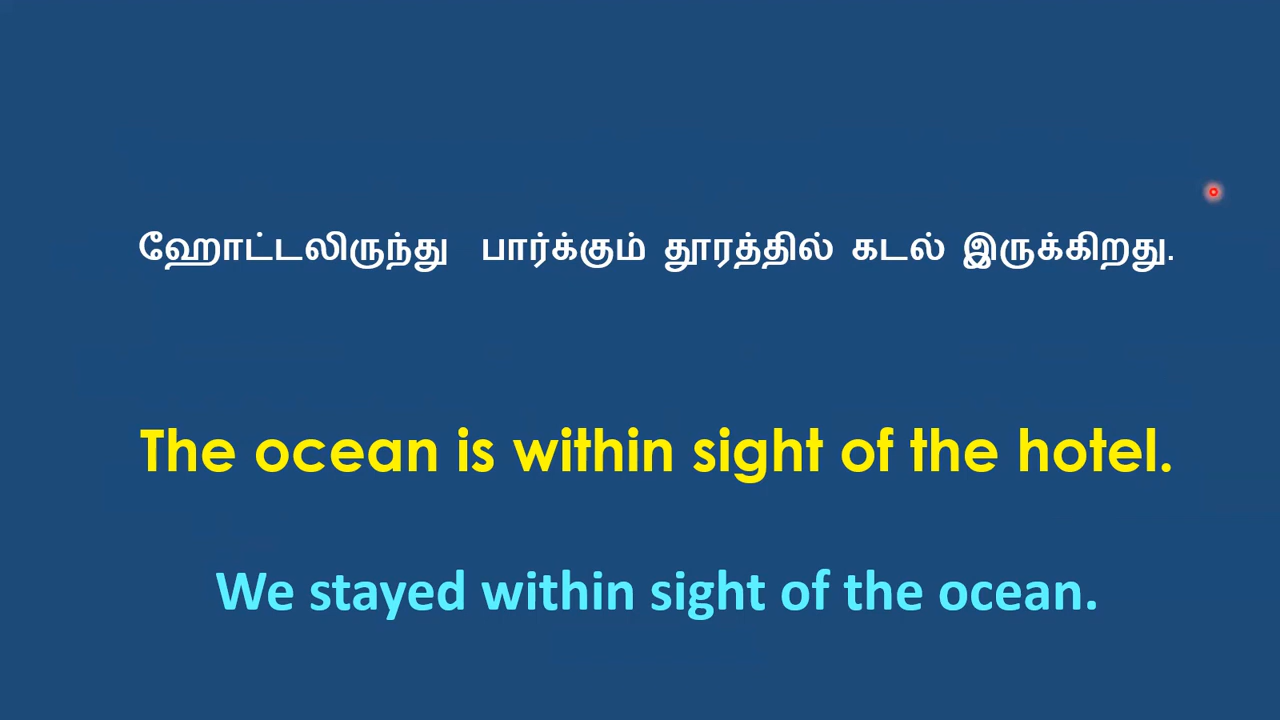 ஹோட்டலிருந்து பார்க்கும் தூரத்தில் கடல் இருக்கிறது.
The ocean is within sight of the hotel.
We stayed within sight of the ocean.